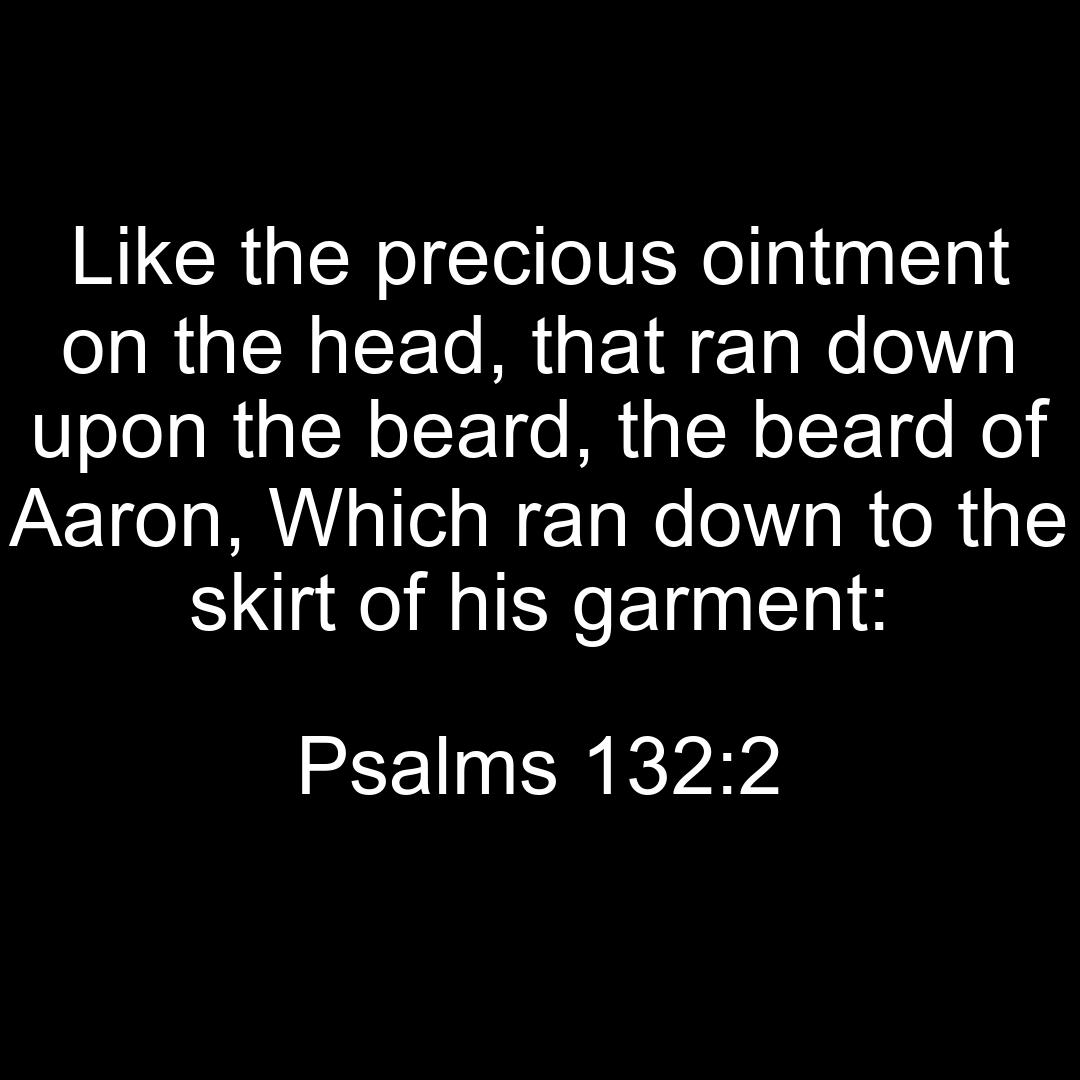 Like the precious ointment
on the head, that ran down
upon the beard, the beard of
Aaron, Which ran down to the
skirt of his garment:
Psalms 132:2